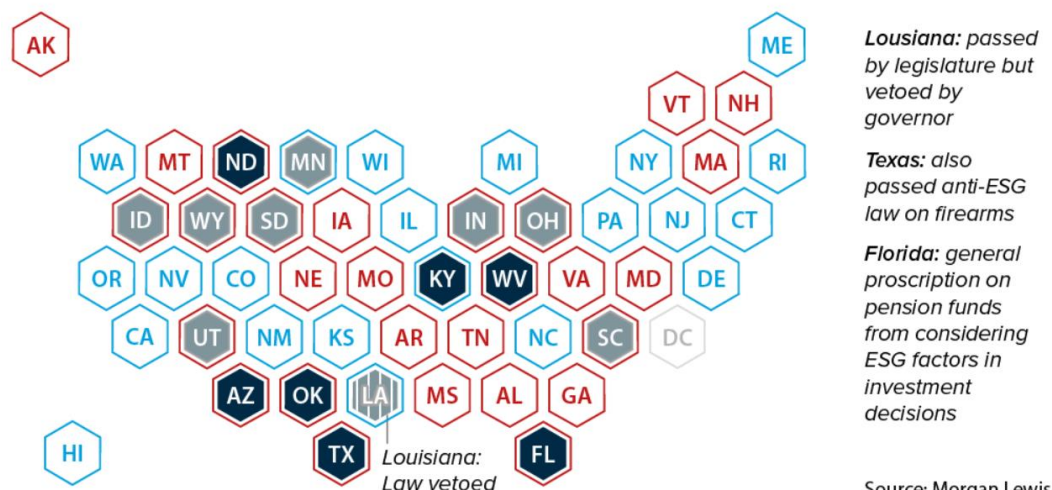 AK
ME
VT NH
WA MT ND MN WI MI NY MA RI
ID WY SD IA IL IN OH PA NJ CT
OR NV CO NE MO KY WV VA MD DE
CA UT NM KS AR TN NC SC DC
AZ OK LA MS AL GA
HI TX FL
Louisiana:
Law vetoed
Lousiana: passed
by legislature but
vetoed by
governor
Texas: also
passed anti-ESG
law on firearms
Florida: general
proscription on
pension funds
from considering
ESG factors in
investment
decisions
Source: Morgan Lewis